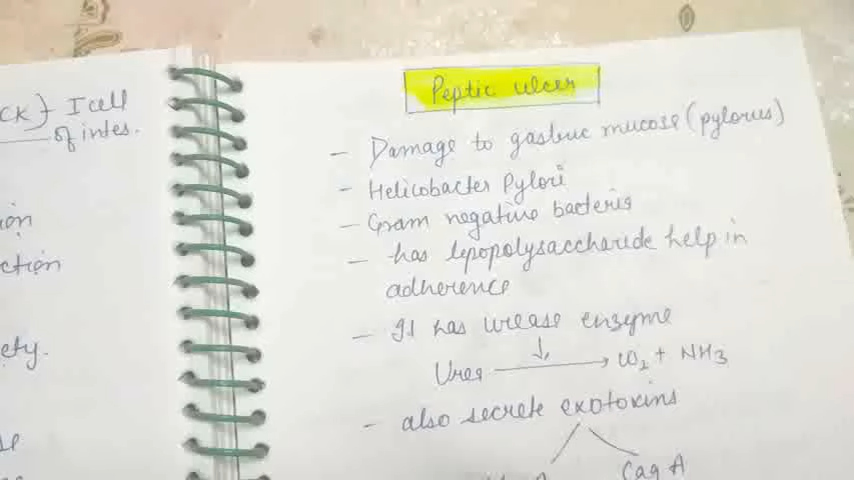 CK} I cell
of intes.
ion
ction
ety.
se
Peptic ulcer
- Damage to gastric mucosa (pylorus)
- Helicobacter Pylori
- Gram negative bacteria
- has lipopolysaccharide help in
adherence
- It has urease enzyme
Urea → CO2 + NH3
- also secrete exotoxins
Cag A